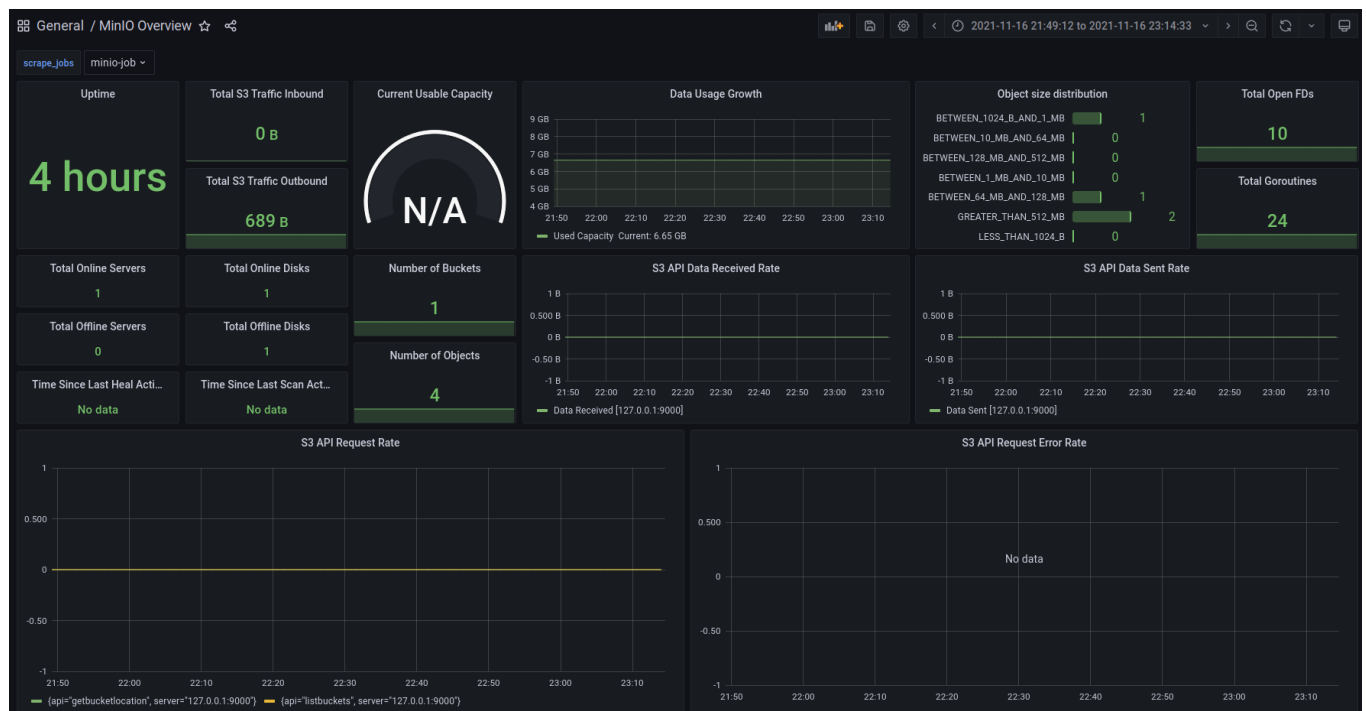 General / MinIO Overview
2021-11-16 21:49:12 to 2021-11-16 23:14:33
scrape_jobs minio-job
Uptime
4 hours
Total S3 Traffic Inbound
0 B
Total S3 Traffic Outbound
689 B
Current Usable Capacity
N/A
Data Usage Growth
9 GB
8 GB
7 GB
6 GB
5 GB
4 GB
21:50 22:00 22:10 22:20 22:30 22:40 22:50 23:00 23:10
Used Capacity Current: 6.65 GB
Object size distribution
BETWEEN_1024_B_AND_1_MB 1
BETWEEN_10_MB_AND_64_MB 0
BETWEEN_128_MB_AND_512_MB 0
BETWEEN_1_MB_AND_10_MB 0
BETWEEN_64_MB_AND_128_MB 1
GREATER_THAN_512_MB 2
LESS_THAN_1024_B 0
Total Open FDs
10
Total Goroutines
24
Total Online Servers
1
Total Online Disks
1
Total Offline Servers
0
Total Offline Disks
1
Time Since Last Heal Acti...
No data
Time Since Last Scan Act...
No data
Number of Buckets
1
Number of Objects
4
S3 API Data Received Rate
1 B
0.500 B
0 B
-0.50 B
-1 B
21:50 22:00 22:10 22:20 22:30 22:40 22:50 23:00 23:10
Data Received [127.0.0.1:9000]
S3 API Data Sent Rate
1 B
0.500 B
0 B
-0.50 B
-1 B
21:50 22:00 22:10 22:20 22:30 22:40 22:50 23:00 23:10
Data Sent [127.0.0.1:9000]
S3 API Request Rate
1
0.500
0
-0.50
-1
21:50 22:00 22:10 22:20 22:30 22:40 22:50 23:00 23:10
{api="getbucketlocation", server="127.0.0.1:9000"} {api="listbuckets", server="127.0.0.1:9000"}
S3 API Request Error Rate
1
0.500
No data
0
-0.50
-1
21:50 22:00 22:10 22:20 22:30 22:40 22:50 23:00 23:10